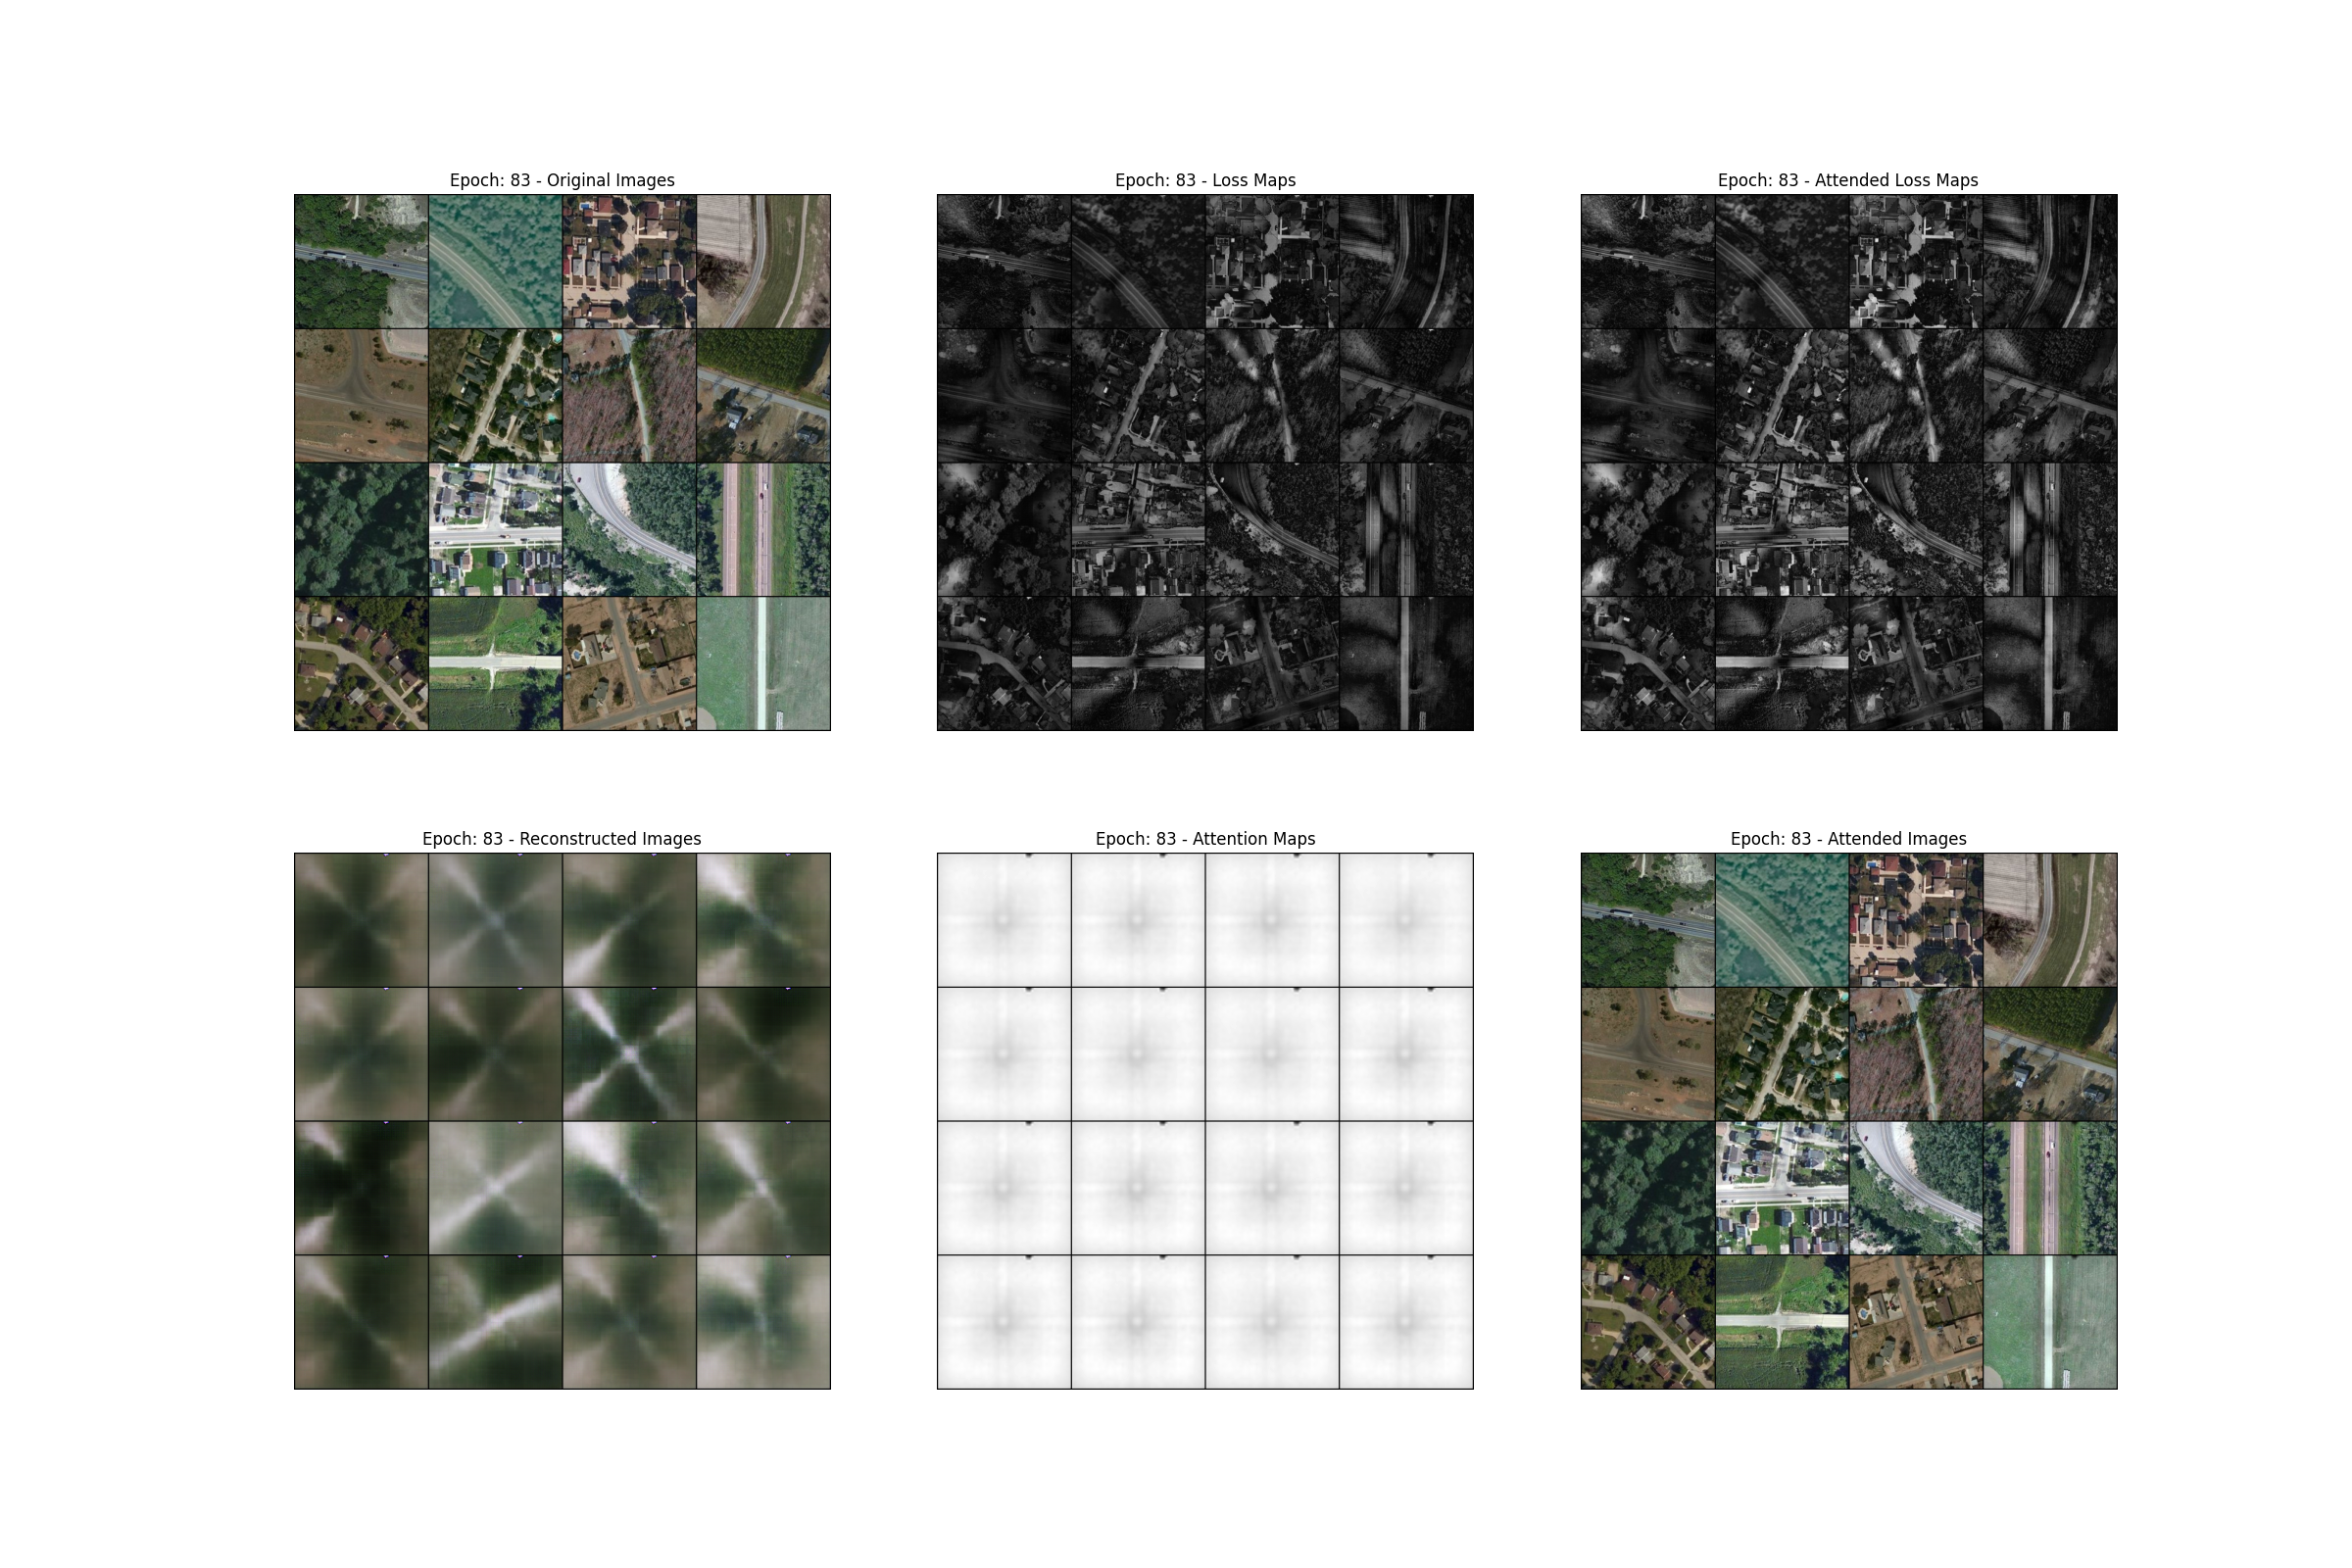 Epoch: 83 - Original Images
Epoch: 83 - Loss Maps
Epoch: 83 - Attended Loss Maps
Epoch: 83 - Reconstructed Images
Epoch: 83 - Attention Maps
Epoch: 83 - Attended Images